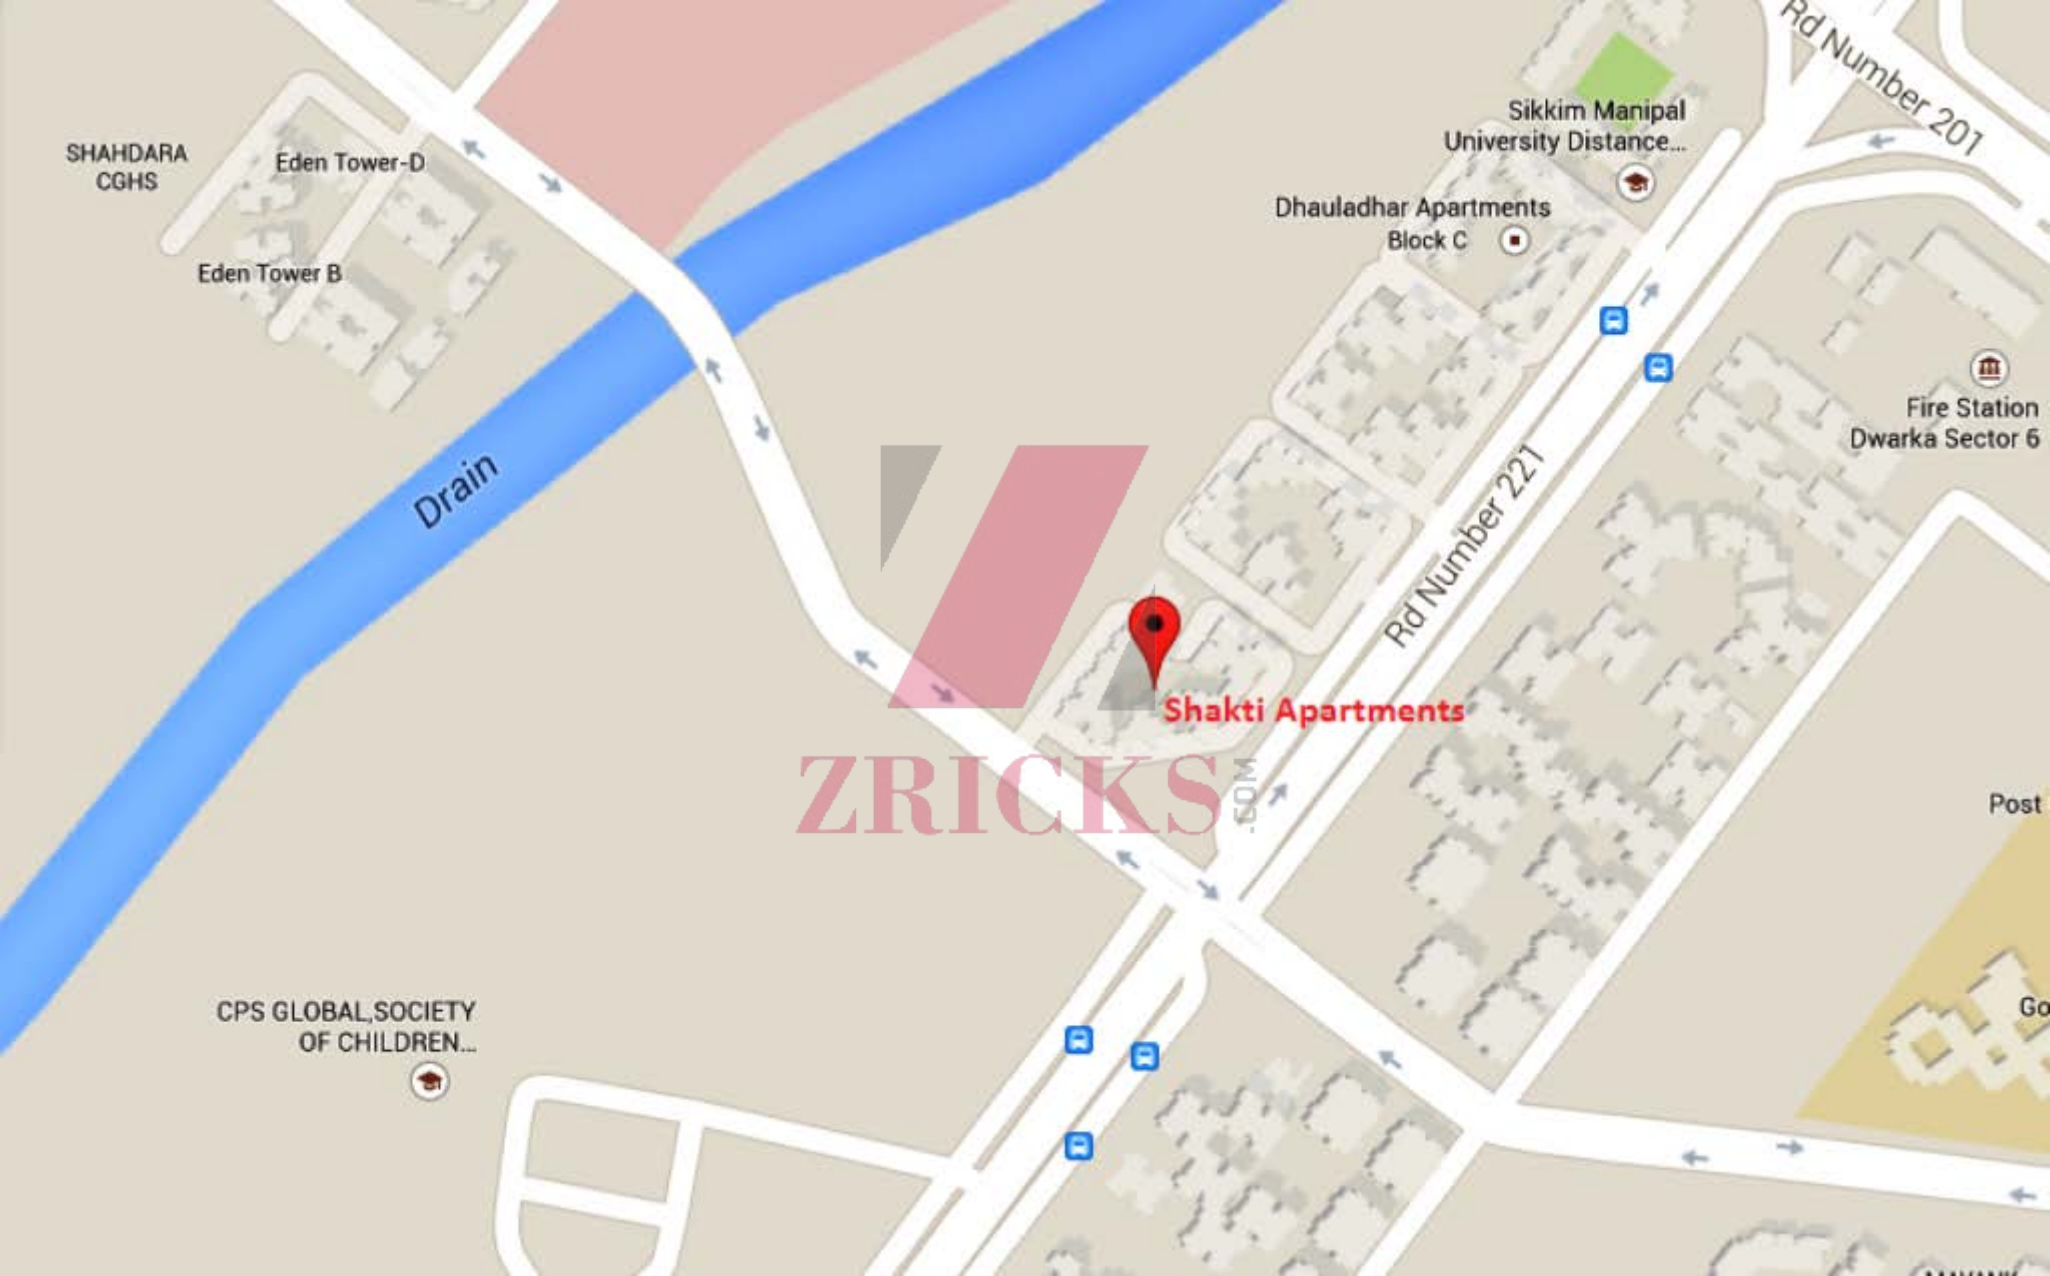 Rd Number 201
Sikkim Manipal
University Distance...
SHAHDARA
CGHS
Eden Tower-D
Dhauladhar Apartments
Block C
Eden Tower B
Fire Station
Dwarka Sector 6
Drain
Rd Number 221
Shakti Apartments
ZRICKS
.COM
Post
CPS GLOBAL,SOCIETY
OF CHILDREN...
Go